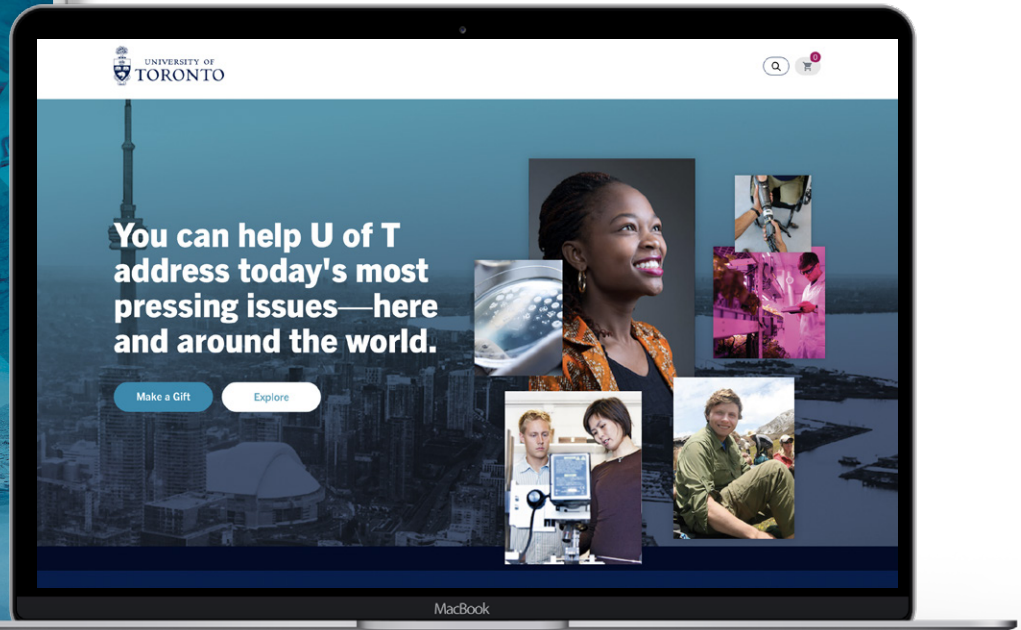 UNIVERSITY OF
TORONTO
0
You can help U of T
address today's most
pressing issues—here
and around the world.
Make a Gift
Explore
MacBook